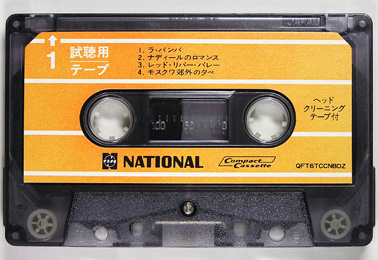 1
試聴用
テープ
1. ラ・バンバ
2. ナディールのロマンス
3. レッド・リバー・バレー
4. モスクワ郊外の夕べ
ヘッド
クリーニング
テープ付
100 50
NATIONAL
Compact
Cassette
QFT6TCCNBDZ